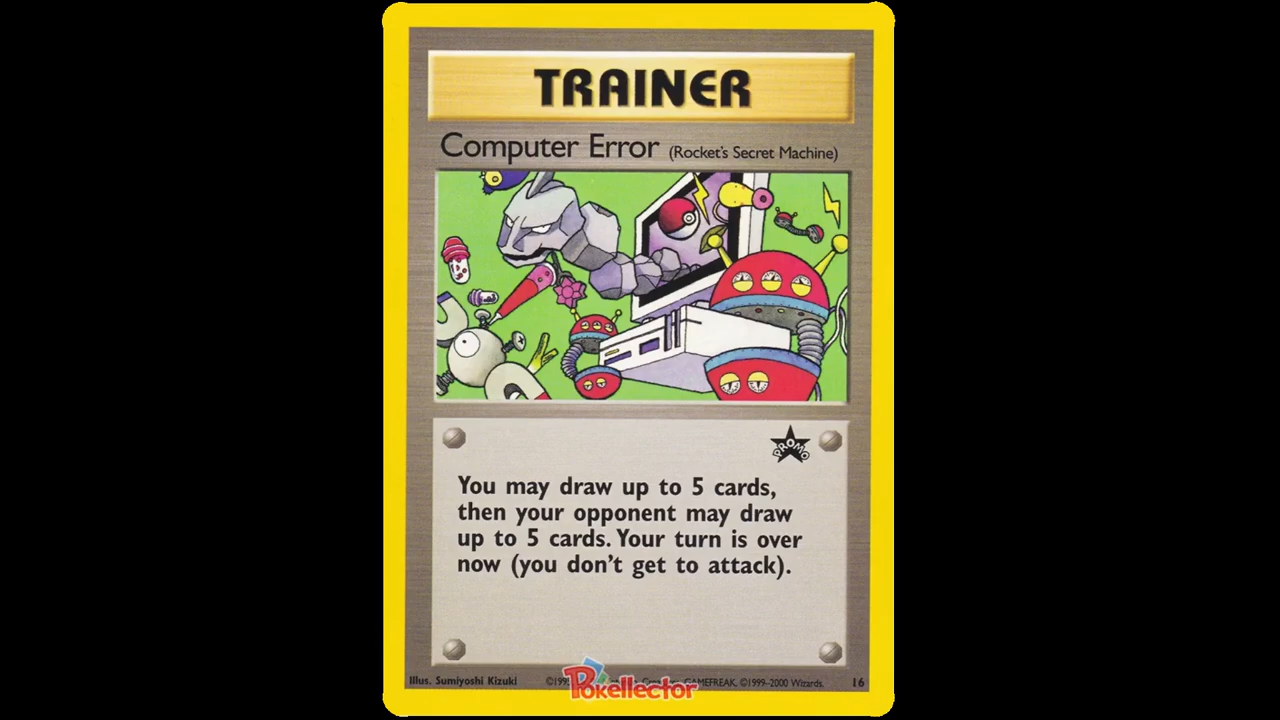 TRAINER
Computer Error (Rocket's Secret Machine)
PROMO
You may draw up to 5 cards,
then your opponent may draw
up to 5 cards. Your turn is over
now (you don't get to attack).
Illus. Sumiyoshi Kizuki
Pokellector
GAMEFREAK, ©1999–2000 Wizards.
16